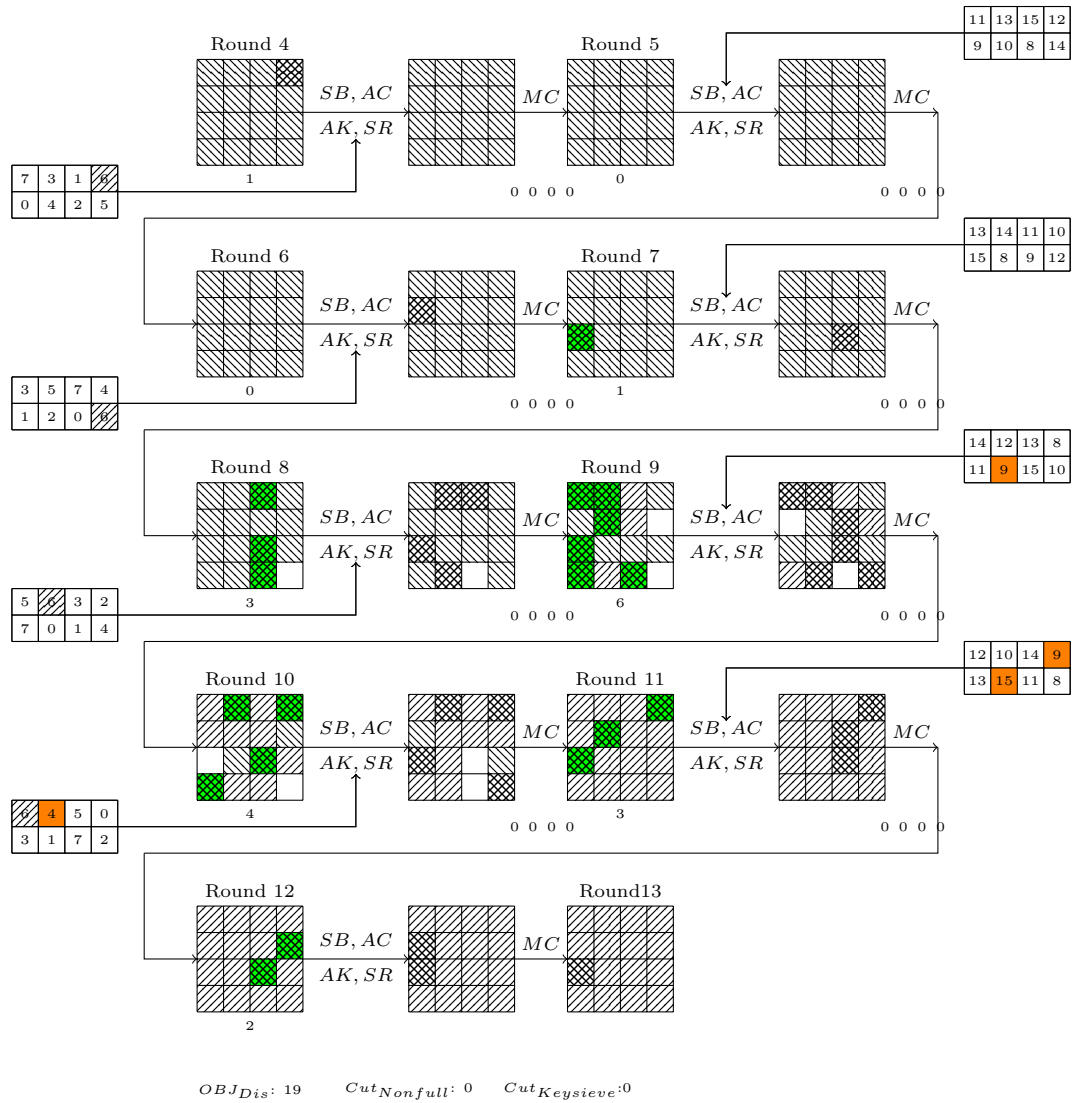 11 13 15 12
9 10 8 14
Round 4
Round 5
SB, AC
MC
SB, AC
MC
AK, SR
AK, SR
7 3 1 6
0 4 2 5
1
0
0 0 0 0
0 0 0 0
13 14 11 10
15 8 9 12
Round 6
Round 7
SB, AC
MC
SB, AC
MC
AK, SR
AK, SR
3 5 7 4
1 2 0 6
0
1
0 0 0 0
0 0 0 0
14 12 13 8
11 9 15 10
Round 8
Round 9
SB, AC
MC
SB, AC
MC
AK, SR
AK, SR
5 6 3 2
7 0 1 4
3
6
0 0 0 0
0 0 0 0
12 10 14 9
13 15 11 8
Round 10
Round 11
SB, AC
MC
SB, AC
MC
AK, SR
AK, SR
6 4 5 0
3 1 7 2
4
3
0 0 0 0
0 0 0 0
Round 12
Round13
SB, AC
MC
AK, SR
2
OBJ_Dis: 19 Cut_Nonfull: 0 Cut_Keysieve:0